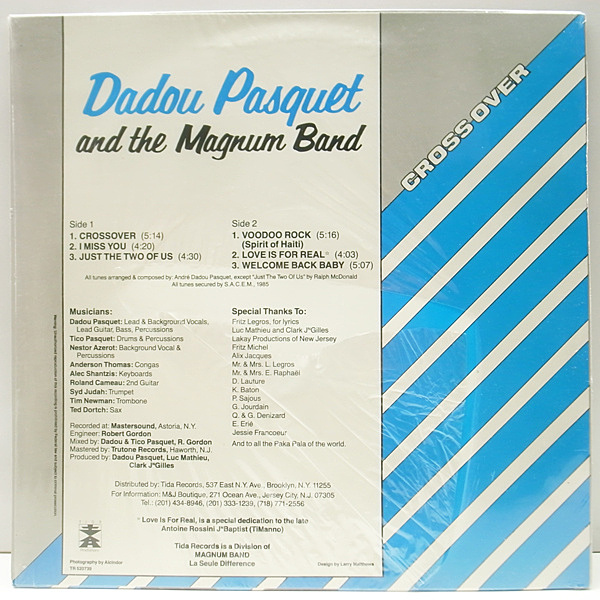 Dadou Pasquet
and the Magnum Band
CROSSOVER
Side 1
1. CROSSOVER (5:14)
2. I MISS YOU (4:20)
3. JUST THE TWO OF US (4:30)
Side 2
1. VOODOO ROCK (5:16)
(Spirit of Haiti)
2. LOVE IS FOR REAL* (4:03)
3. WELCOME BACK BABY (5:07)
All tunes arranged & composed by: André Dadou Pasquet, except "Just The Two Of Us" by Ralph McDonald
All tunes secured by S.A.C.E.M., 1985
Musicians:
Dadou Pasquet: Lead & Background Vocals,
Lead Guitar, Bass, Percussions
Tico Pasquet: Drums & Percussions
Nestor Azerot: Background Vocal &
Percussions
Anderson Thomas: Congas
Alec Shantzis: Keyboards
Roland Cameau: 2nd Guitar
Syd Judah: Trumpet
Tim Newman: Trombone
Ted Dortch: Sax
Recorded at: Mastersound, Astoria, N.Y.
Engineer: Robert Gordon
Mixed by: Dadou & Tico Pasquet, R. Gordon
Mastered by: Trutone Records, Haworth, N.J.
Produced by: Dadou Pasquet, Luc Mathieu,
Clark J*Gilles
Special Thanks To:
Fritz Legros, for lyrics
Luc Mathieu and Clark J*Gilles
Lakay Productions of New Jersey
Fritz Michel
Alix Jacques
Mr. & Mrs. L. Legros
Mr. & Mrs. E. Raphaël
D. Lauture
K. Baton
P. Sajous
G. Jourdain
Q. & G. Denizard
E. Erié
Jessie Francoeur
And to all the Paka Pala of the world.
Distributed by: Tida Records, 537 East N.Y. Ave., Brooklyn, N.Y. 11255
For Information: M&J Boutique, 271 Ocean Ave., Jersey City, N.J. 07305
Tel.: (201) 434-8946, (201) 333-1239, (718) 771-2556
* Love Is For Real, is a special dedication to the late
Antoine Rossini J*Baptist (TiManno)
Tida Records is a Division of
MAGNUM BAND
La Seule Différence
Photography by Alcindor
TR 020739
Design by Larry